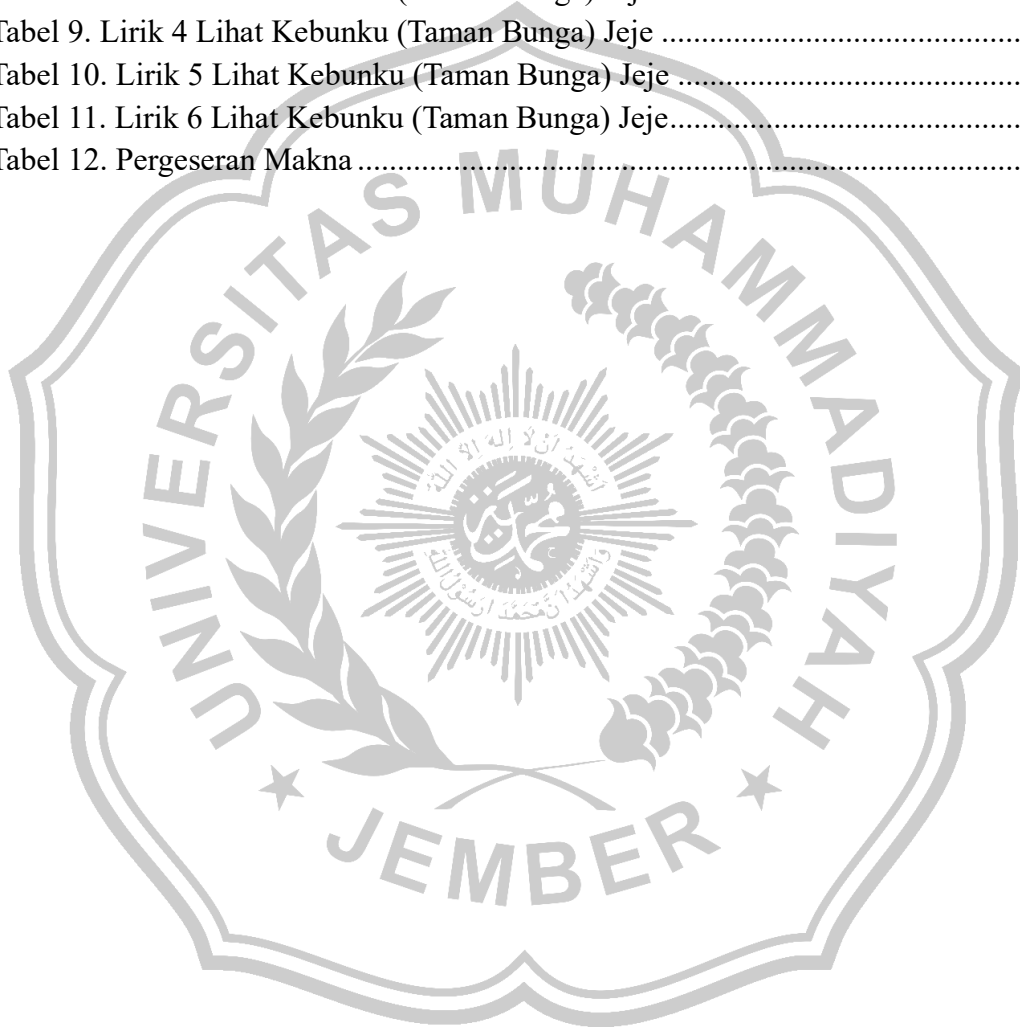 Tabel 9. Lirik 4 Lihat Kebunku (Taman Bunga) Jeje ..............................................
Tabel 10. Lirik 5 Lihat Kebunku (Taman Bunga) Jeje ............................................
Tabel 11. Lirik 6 Lihat Kebunku (Taman Bunga) Jeje.............................................
Tabel 12. Pergeseran Makna ...................................................................................
UNIVERSITAS MUHAMMADIYAH
JEMBER